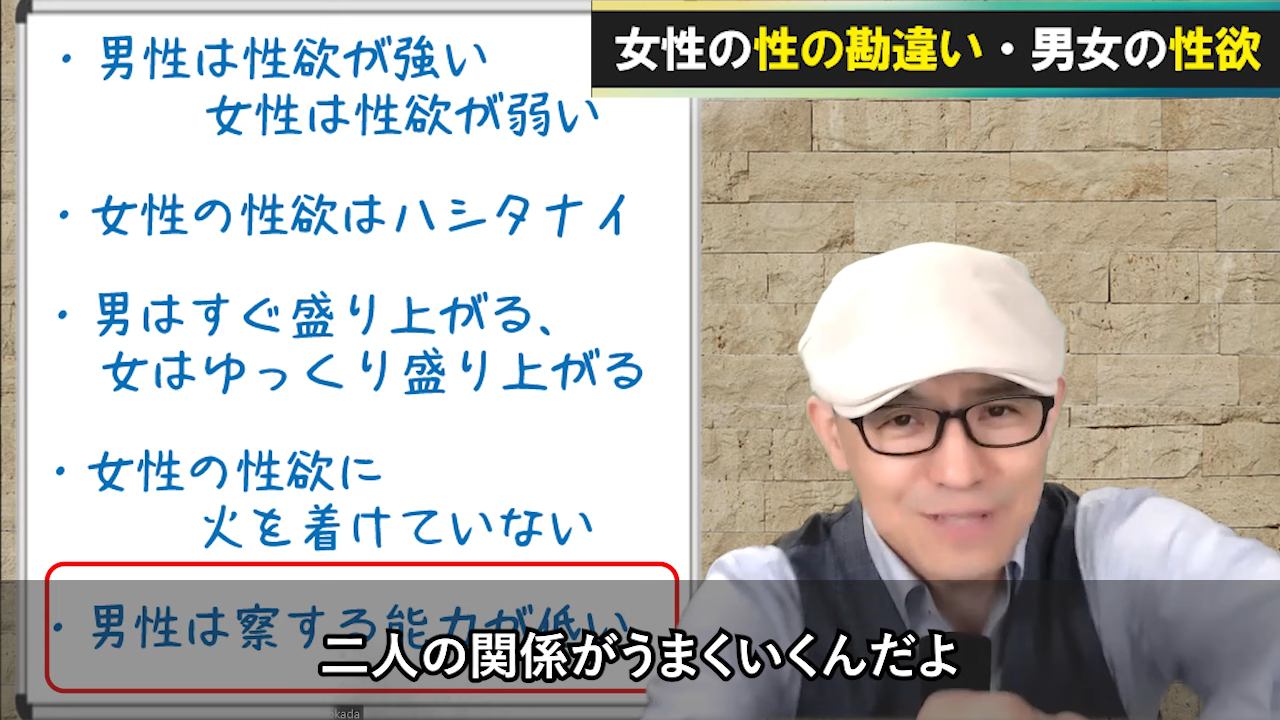 女性の性の勘違い・男女の性欲
・男性は性欲が強い
女性は性欲が弱い
・女性の性欲はハシタナイ
・男はすぐ盛り上がる、
女はゆっくり盛り上がる
・女性の性欲に
火を着けていない
・男性は察する能力が低い
二人の関係がうまくいくんだよ
kada